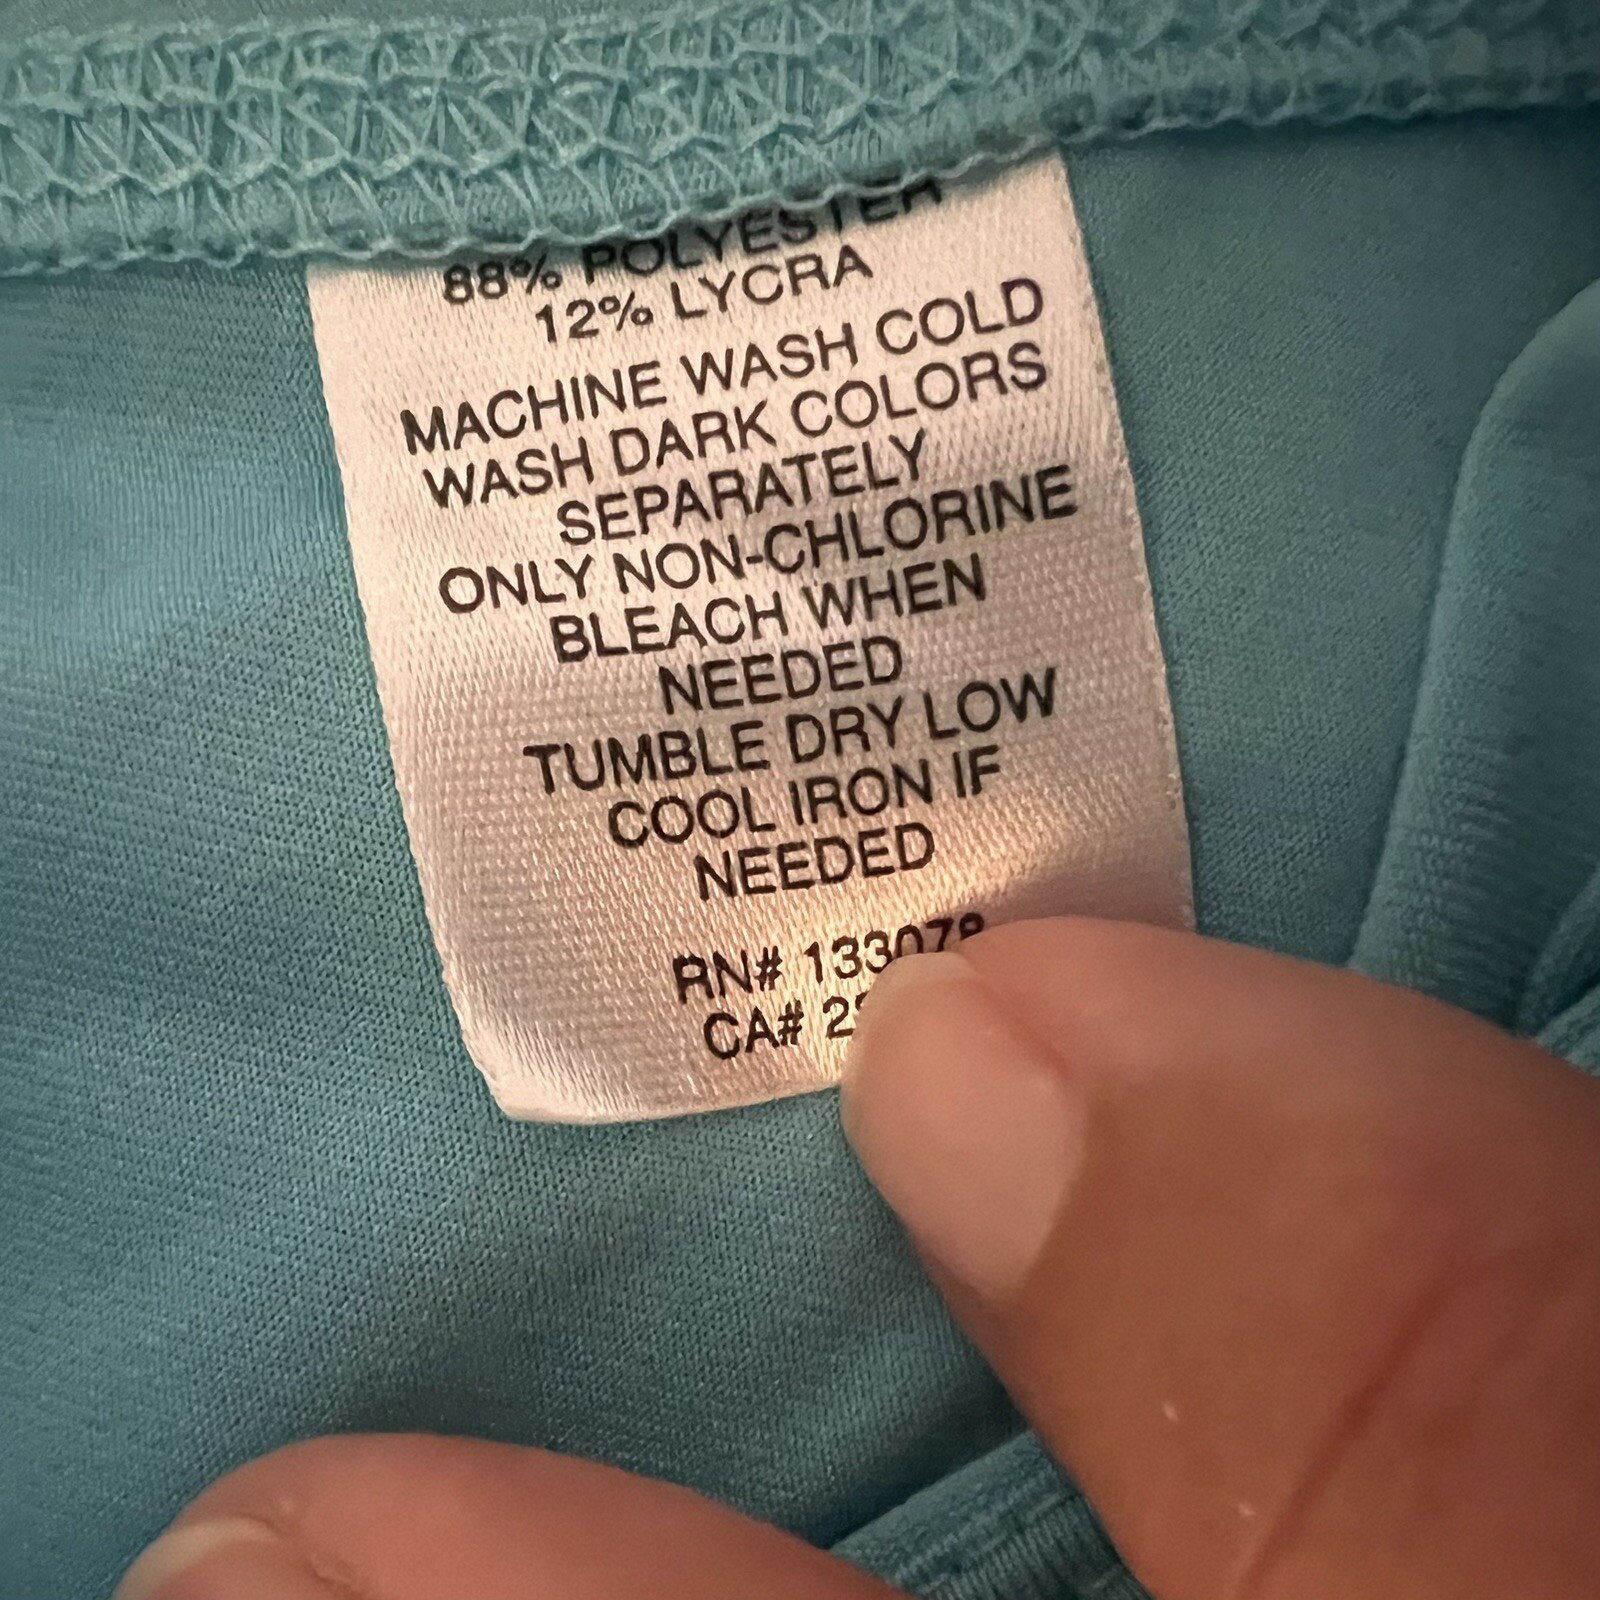 88% POLYESTER
12% LYCRA
MACHINE WASH COLD
WASH DARK COLORS
SEPARATELY
ONLY NON-CHLORINE
BLEACH WHEN
NEEDED
TUMBLE DRY LOW
COOL IRON IF
NEEDED
RN# 133078
CA#